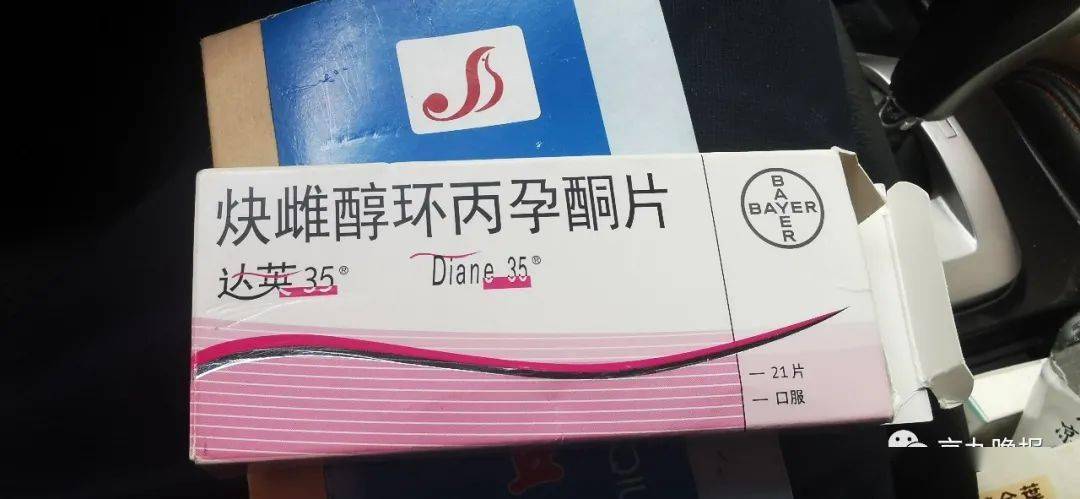 炔雌醇环丙孕酮片
达英 35®
Diane 35®
BAYER
BAYER
— 21片
— 口服